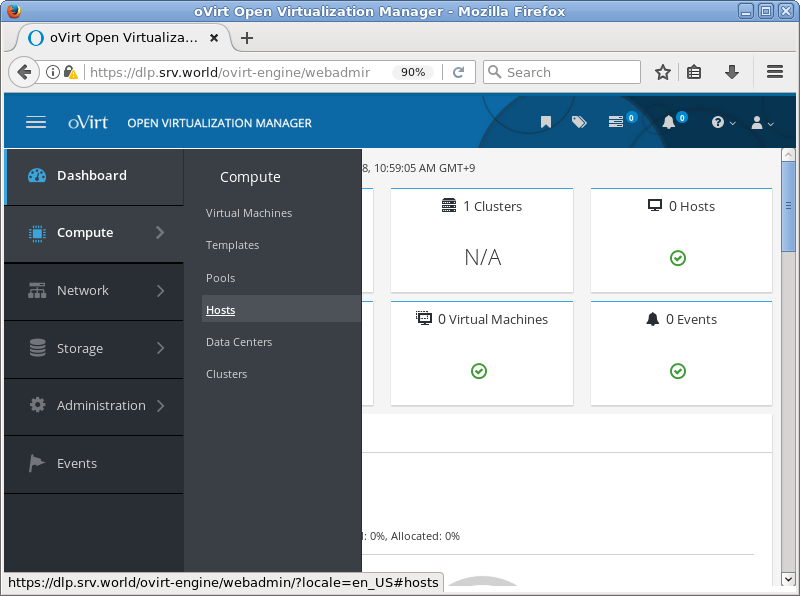 oVirt Open Virtualization Manager - Mozilla Firefox
oVirt Open Virtualiza...
https://dlp.srv.world/ovirt-engine/webadmir
90%
Search
oVirt
OPEN VIRTUALIZATION MANAGER
0
0
Dashboard
Compute
Network
Storage
Administration
Events
Compute
Virtual Machines
Templates
Pools
Hosts
Data Centers
Clusters
8, 10:59:05 AM GMT+9
1 Clusters
N/A
0 Hosts
0 Virtual Machines
0 Events
: 0%, Allocated: 0%
https://dlp.srv.world/ovirt-engine/webadmin/?locale=en_US#hosts